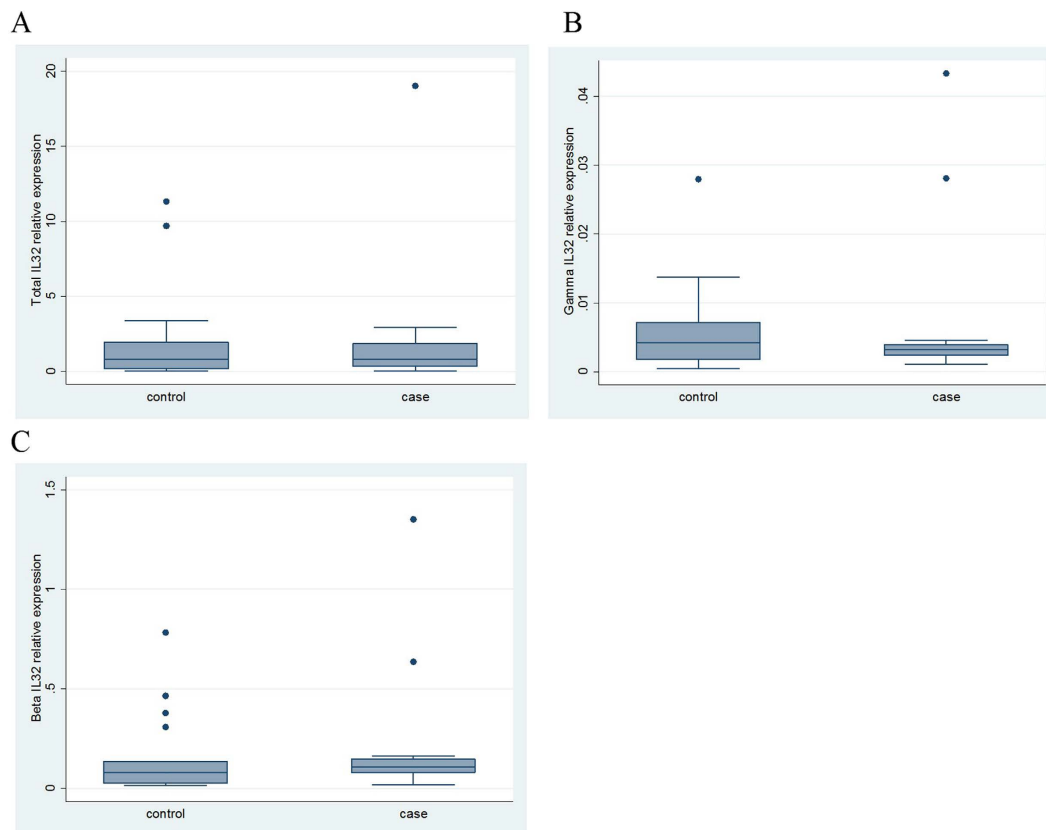 A
Total IL32 relative expression
20
15
10
5
0
control case
B
Gamma IL32 relative expression
.04
.03
.02
.01
0
control case
C
Beta IL32 relative expression
1.5
1
.5
0
control case